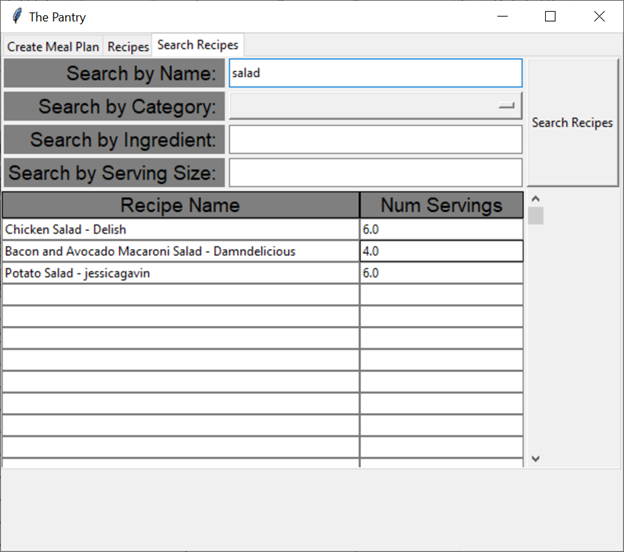 The Pantry
Create Meal Plan Recipes Search Recipes
Search by Name: salad
Search by Category:
Search Recipes
Search by Ingredient:
Search by Serving Size:
Recipe Name Num Servings
Chicken Salad - Delish 6.0
Bacon and Avocado Macaroni Salad - Damndelicious 4.0
Potato Salad - jessicagavin 6.0